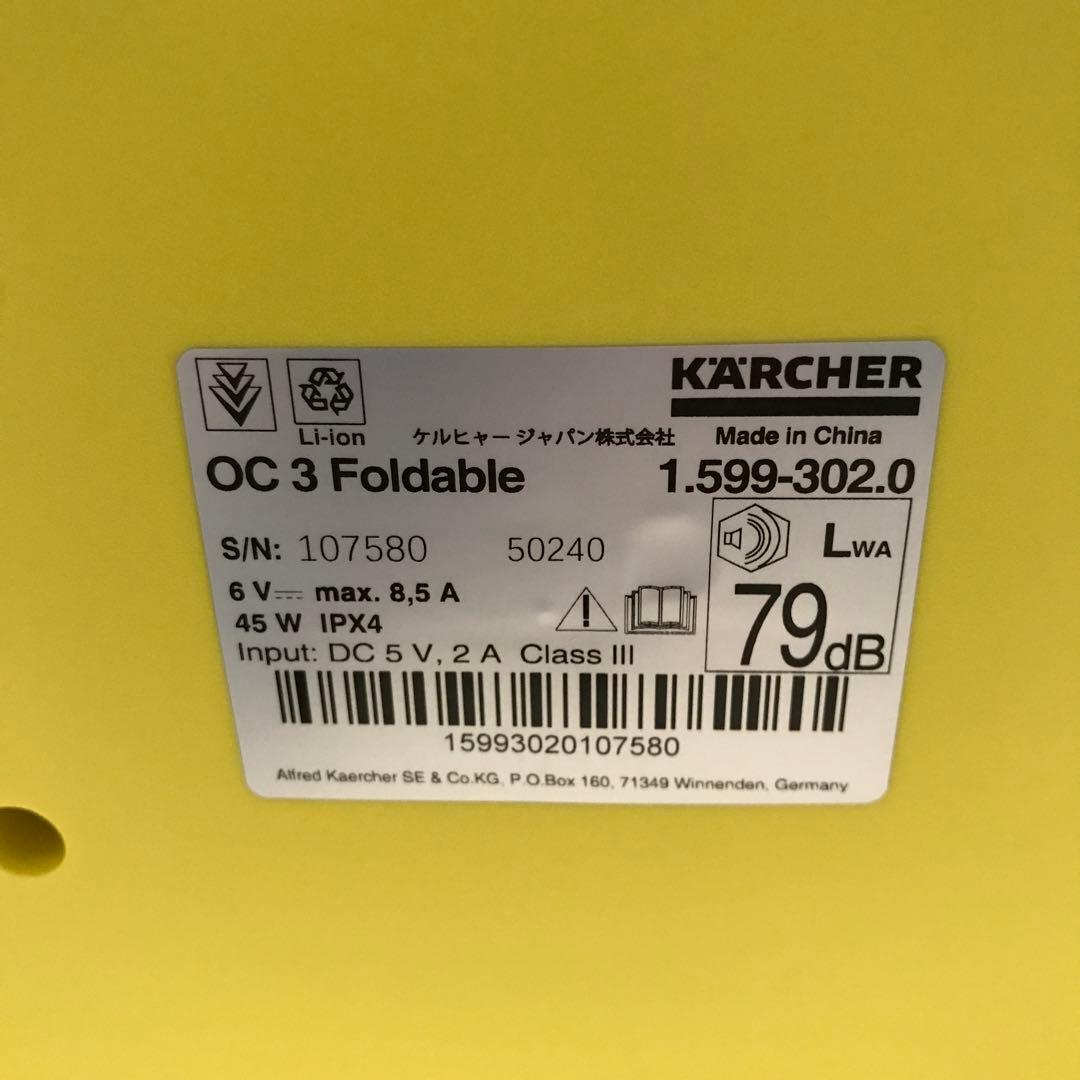 KÄRCHER
Li-ion ケルヒャー ジャパン株式会社 Made in China
OC 3 Foldable 1.599-302.0
S/N: 107580 50240
LWA
6 V⎓ max. 8,5 A
45 W IPX4
79dB
Input: DC 5 V, 2 A Class III
15993020107580
Alfred Kaercher SE & Co.KG, P.O.Box 160, 71349 Winnenden, Germany